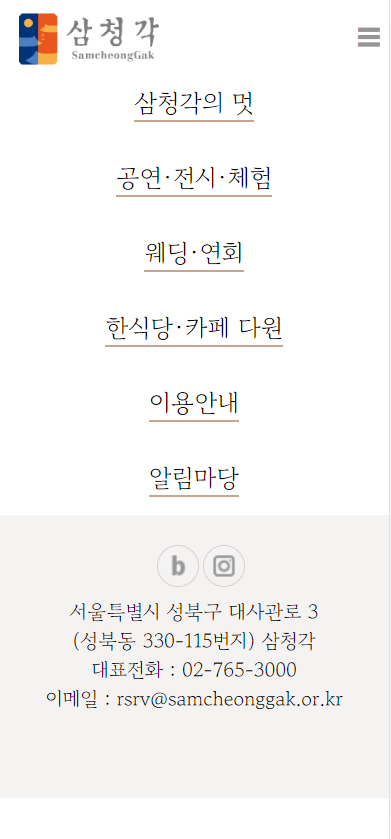 삼청각
SamcheongGak
삼청각의 멋
공연·전시·체험
웨딩·연회
한식당·카페 다원
이용안내
알림마당
b
서울특별시 성북구 대사관로 3
(성북동 330-115번지) 삼청각
대표전화 : 02-765-3000
이메일 : rsrv@samcheonggak.or.kr